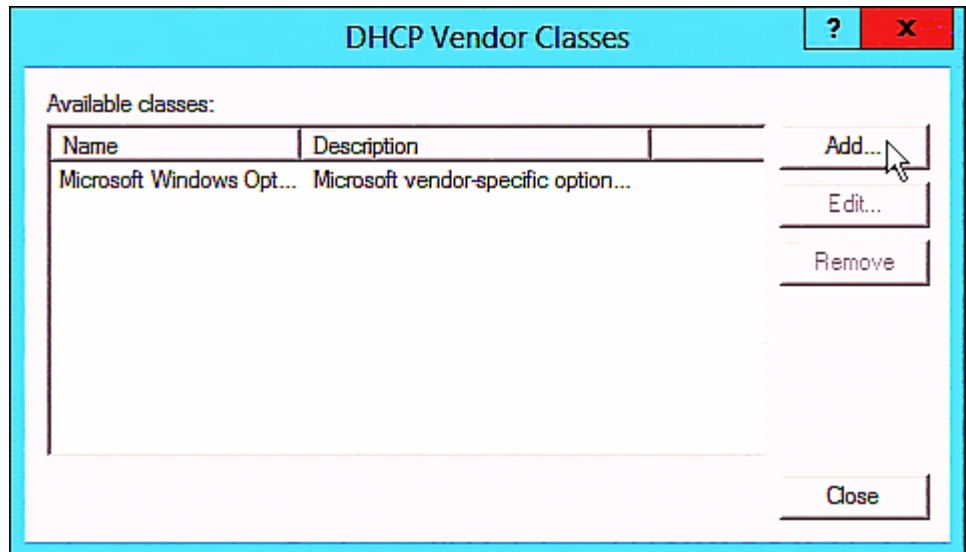 DHCP Vendor Classes ? x
Available classes:
Name Description
Microsoft Windows Opt... Microsoft vendor-specific option...
Add...
Edit...
Remove
Close